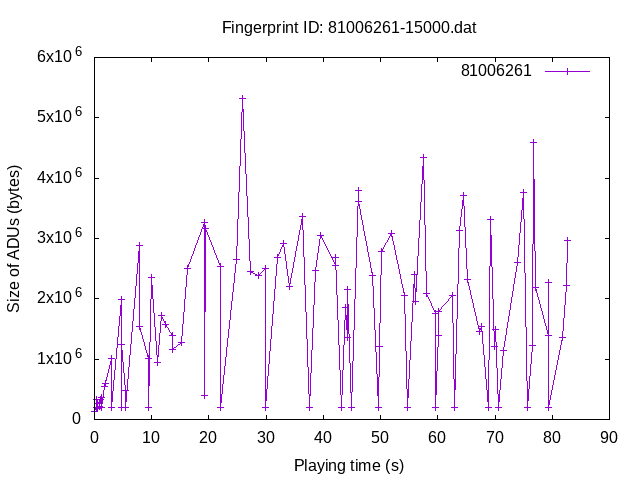 Fingerprint ID: 81006261-15000.dat
81006261
Size of ADUs (bytes)
6x10^6
5x10^6
4x10^6
3x10^6
2x10^6
1x10^6
0
0 10 20 30 40 50 60 70 80 90
Playing time (s)